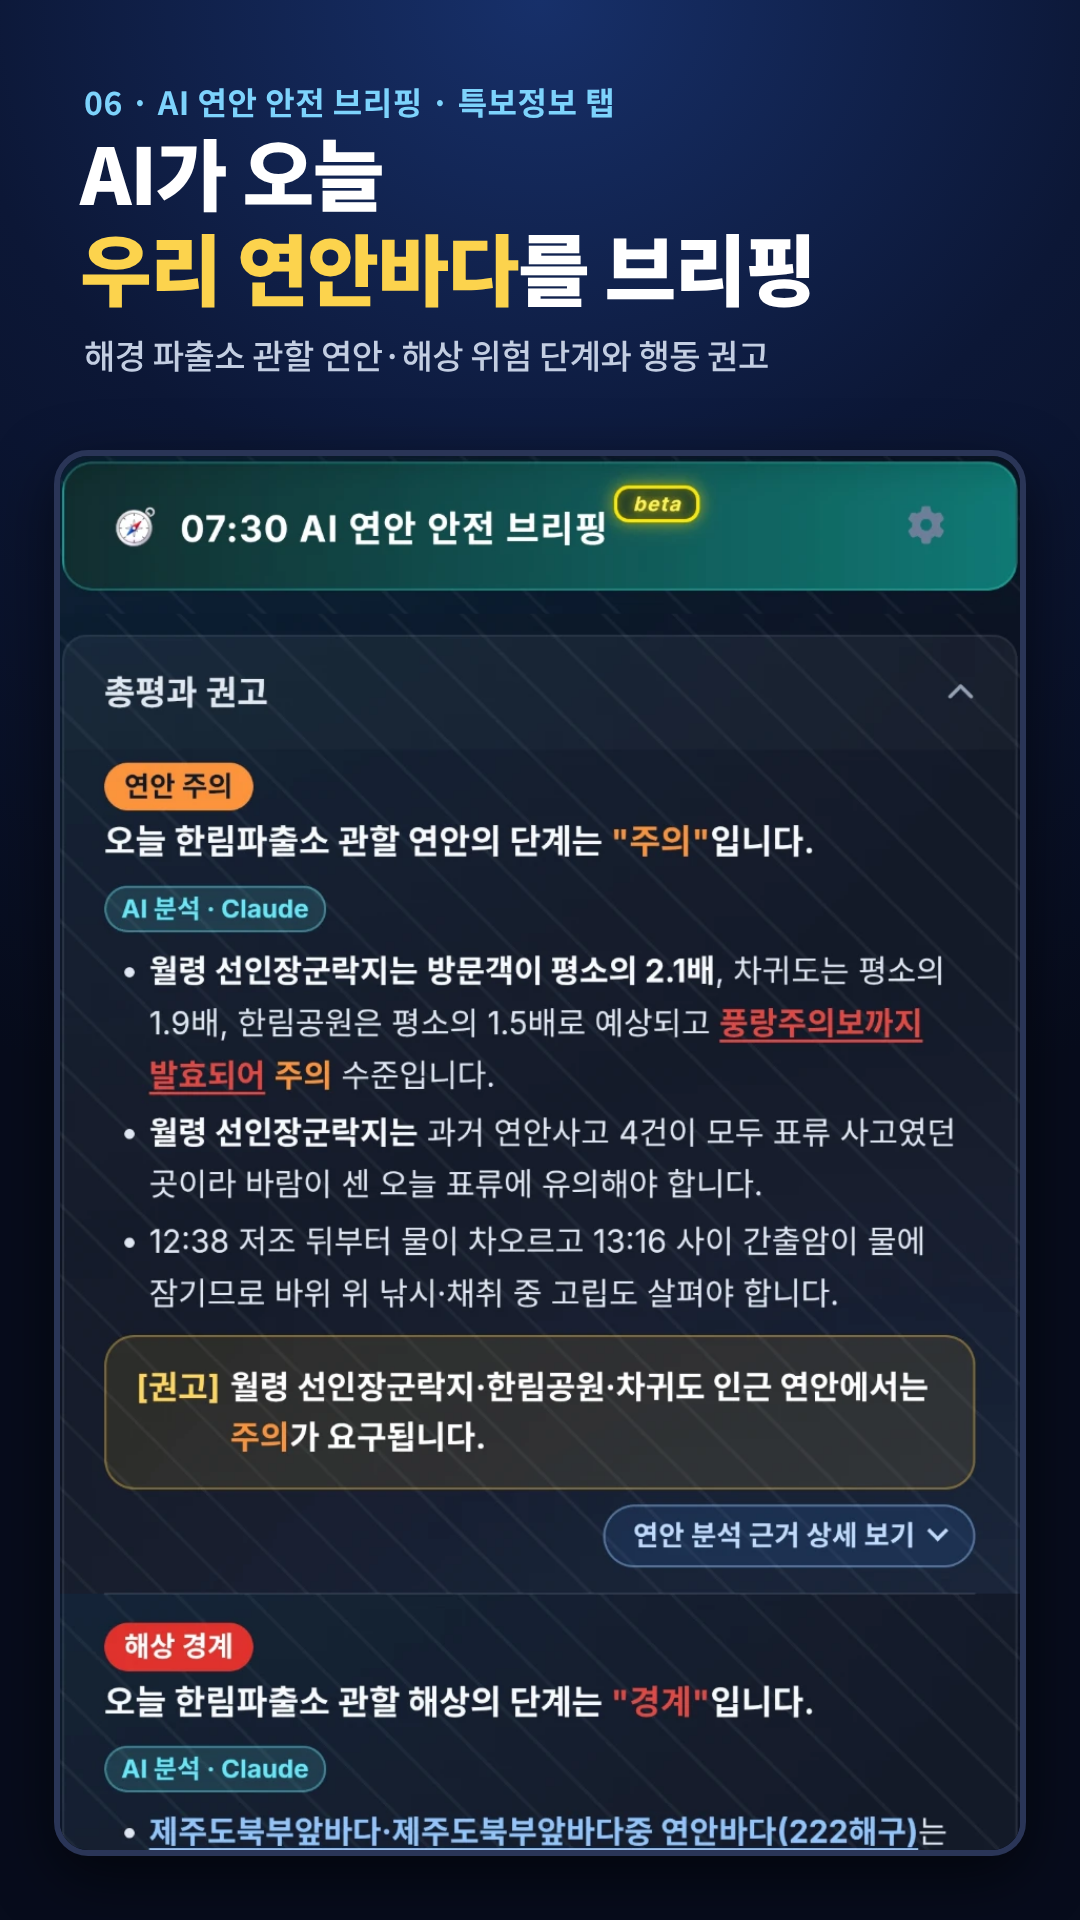 06 · AI 연안 안전 브리핑 · 특보정보 탭
AI가 오늘
우리 연안바다를 브리핑
해경 파출소 관할 연안·해상 위험 단계와 행동 권고
07:30 AI 연안 안전 브리핑 beta
총평과 권고
연안 주의
오늘 한림파출소 관할 연안의 단계는 "주의"입니다.
AI 분석 · Claude
• 월령 선인장군락지는 방문객이 평소의 2.1배, 차귀도는 평소의
1.9배, 한림공원은 평소의 1.5배로 예상되고 풍랑주의보까지
발효되어 주의 수준입니다.
• 월령 선인장군락지는 과거 연안사고 4건이 모두 표류 사고였던
곳이라 바람이 센 오늘 표류에 유의해야 합니다.
• 12:38 저조 뒤부터 물이 차오르고 13:16 사이 간출암이 물에
잠기므로 바위 위 낚시·채취 중 고립도 살펴야 합니다.
[권고] 월령 선인장군락지·한림공원·차귀도 인근 연안에서는
주의가 요구됩니다.
연안 분석 근거 상세 보기
해상 경계
오늘 한림파출소 관할 해상의 단계는 "경계"입니다.
AI 분석 · Claude
• 제주도북부앞바다·제주도북부앞바다중 연안바다(222해구)는